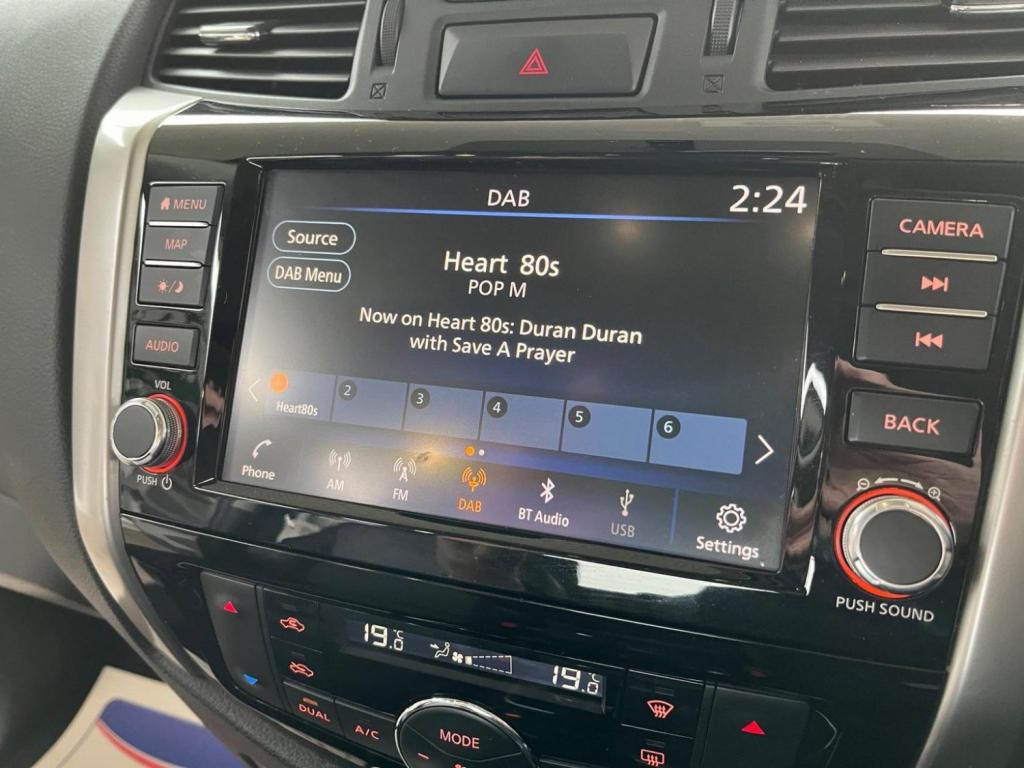 DAB
2:24
Source
DAB Menu
Heart 80s
POP M
Now on Heart 80s: Duran Duran
with Save A Prayer
1 2 3 4 5 6
Heart80s
Phone
AM
FM
DAB
BT Audio
USB
Settings
MENU
MAP
AUDIO
VOL
PUSH
CAMERA
BACK
PUSH SOUND
19.0°C
19.0°C
DUAL
A/C
MODE